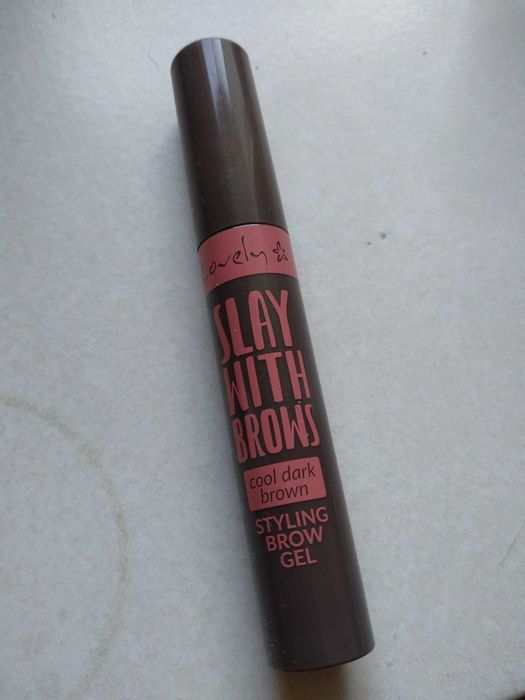 Lovely
SLAY
WITH
BROWS
cool dark
brown
STYLING
BROW
GEL